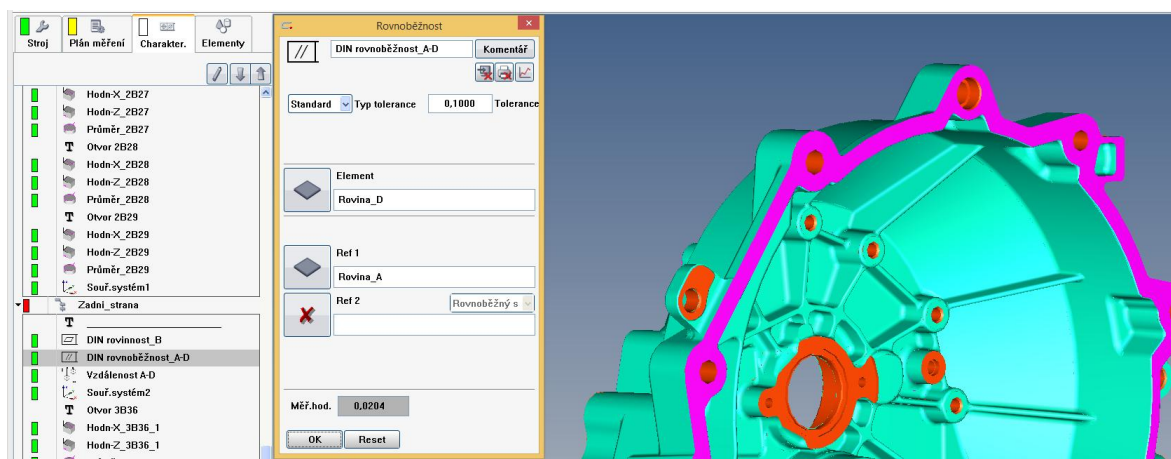 Stroj
Plán měření
Charakter.
Elementy
Hodn-X_2B27
Hodn-Z_2B27
Průměr_2B27
T Otvor 2B28
Hodn-X_2B28
Hodn-Z_2B28
Průměr_2B28
T Otvor 2B29
Hodn-X_2B29
Hodn-Z_2B29
Průměr_2B29
Souř.systém1
Zadni_strana
T
DIN rovinnost_B
DIN rovnoběžnost_A-D
Vzdálenost A-D
Souř.systém2
T Otvor 3B36
Hodn-X_3B36_1
Hodn-Z_3B36_1
Rovnoběžnost
DIN rovnoběžnost_A-D
Komentář
Standard Typ tolerance 0,1000 Tolerance
Element
Rovina_D
Ref 1
Rovina_A
Ref 2 Rovnoběžný s
Měř.hod. 0,0204
OK Reset